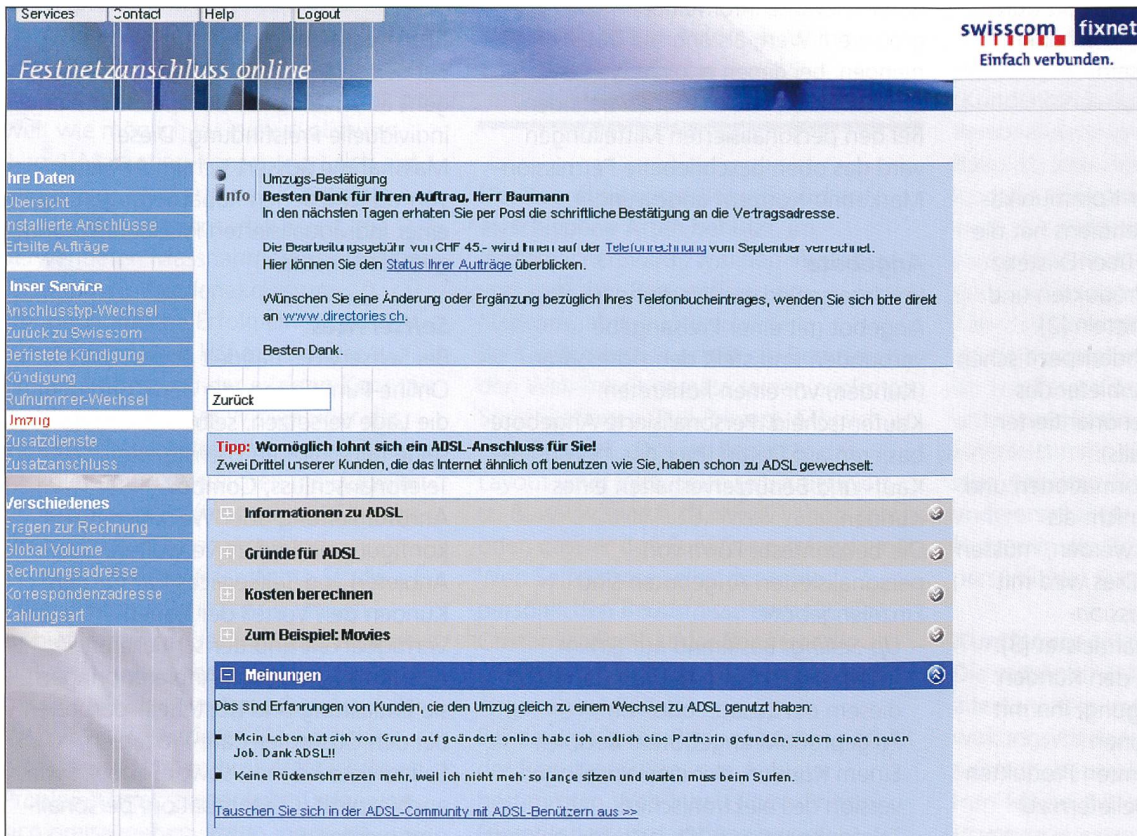 Services Contact Help Logout
swisscom fixnet
Einfach verbunden.
Festnetzanschluss online
Ihre Daten
Übersicht
Installierte Anschlüsse
Erteilte Aufträge
Unser Service
Anschlusstyp-Wechsel
Zurück zu Swisscom
Befristete Kündigung
Kündigung
Rufnummer-Wechsel
Umzug
Zusatzdienste
Zusatzanschluss
Verschiedenes
Fragen zur Rechnung
Global Volume
Rechnungsadresse
Korrespondenzadresse
Zahlungsart
Info
Umzugs-Bestätigung
Besten Dank für Ihren Auftrag, Herr Baumann
In den nächsten Tagen erhalten Sie per Post die schriftliche Bestätigung an die Vertragsadresse.
Die Bearbeitungsgebühr von CHF 45.- wird Ihnen auf der Telefonrechnung vom September verrechnet.
Hier können Sie den Status Ihrer Aufträge überblicken.
Wünschen Sie eine Änderung oder Ergänzung bezüglich Ihres Telefonbucheintrages, wenden Sie sich bitte direkt
an www.directories.ch.
Besten Dank.
Zurück
Tipp: Womöglich lohnt sich ein ADSL-Anschluss für Sie!
Zwei Drittel unserer Kunden, die das Internet ähnlich oft benutzen wie Sie, haben schon zu ADSL gewechselt:
Informationen zu ADSL
Gründe für ADSL
Kosten berechnen
Zum Beispiel: Movies
Meinungen
Das sind Erfahrungen von Kunden, die den Umzug gleich zu einem Wechsel zu ADSL genutzt haben:
Mein Leben hat sich von Grund auf geändert: online habe ich endlich eine Partnerin gefunden, zudem einen neuen
Job. Dank ADSL!!
Keine Rückenschmerzen mehr, weil ich nicht mehr so lange sitzen und warten muss beim Surfen.
Tauschen Sie sich in der ADSL-Community mit ADSL-Benutzern aus >>